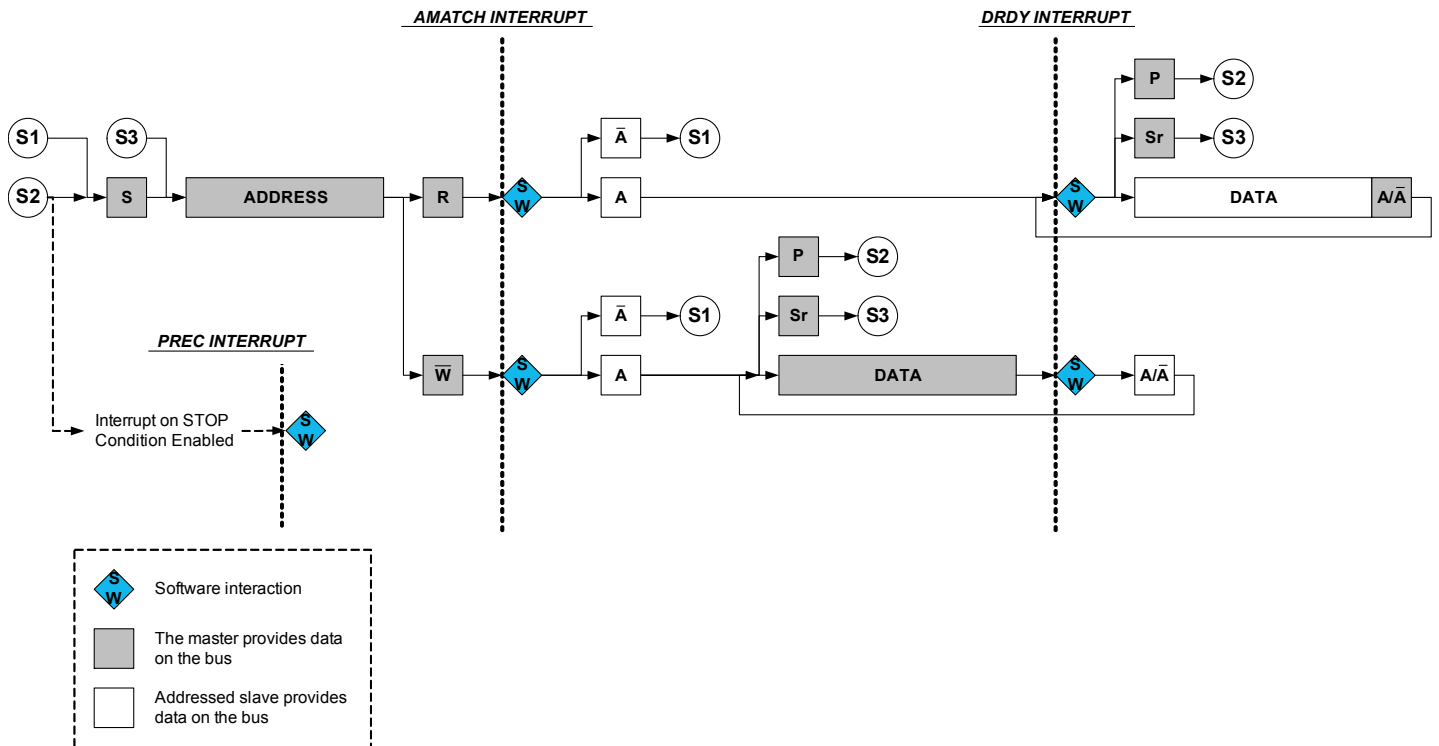 AMATCH INTERRUPT
DRDY INTERRUPT
P
S2
S1
S3
A̅
S1
Sr
S3
S2
S
ADDRESS
R
S
W
A
S
W
DATA
A/A̅
P
S2
A̅
S1
Sr
S3
PREC INTERRUPT
W̅
S
W
A
DATA
S
W
A/A̅
Interrupt on STOP
Condition Enabled
S
W
S
W
Software interaction
The master provides data
on the bus
Addressed slave provides
data on the bus